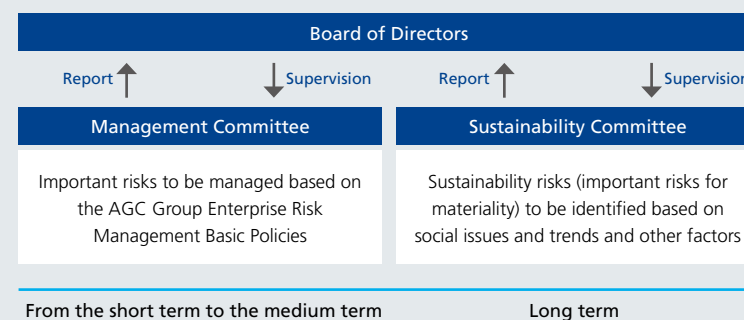 Board of Directors
Report
Supervision
Report
Supervision
Management Committee
Sustainability Committee
Important risks to be managed based on
the AGC Group Enterprise Risk
Management Basic Policies
Sustainability risks (important risks for
materiality) to be identified based on
social issues and trends and other factors
From the short term to the medium term
Long term